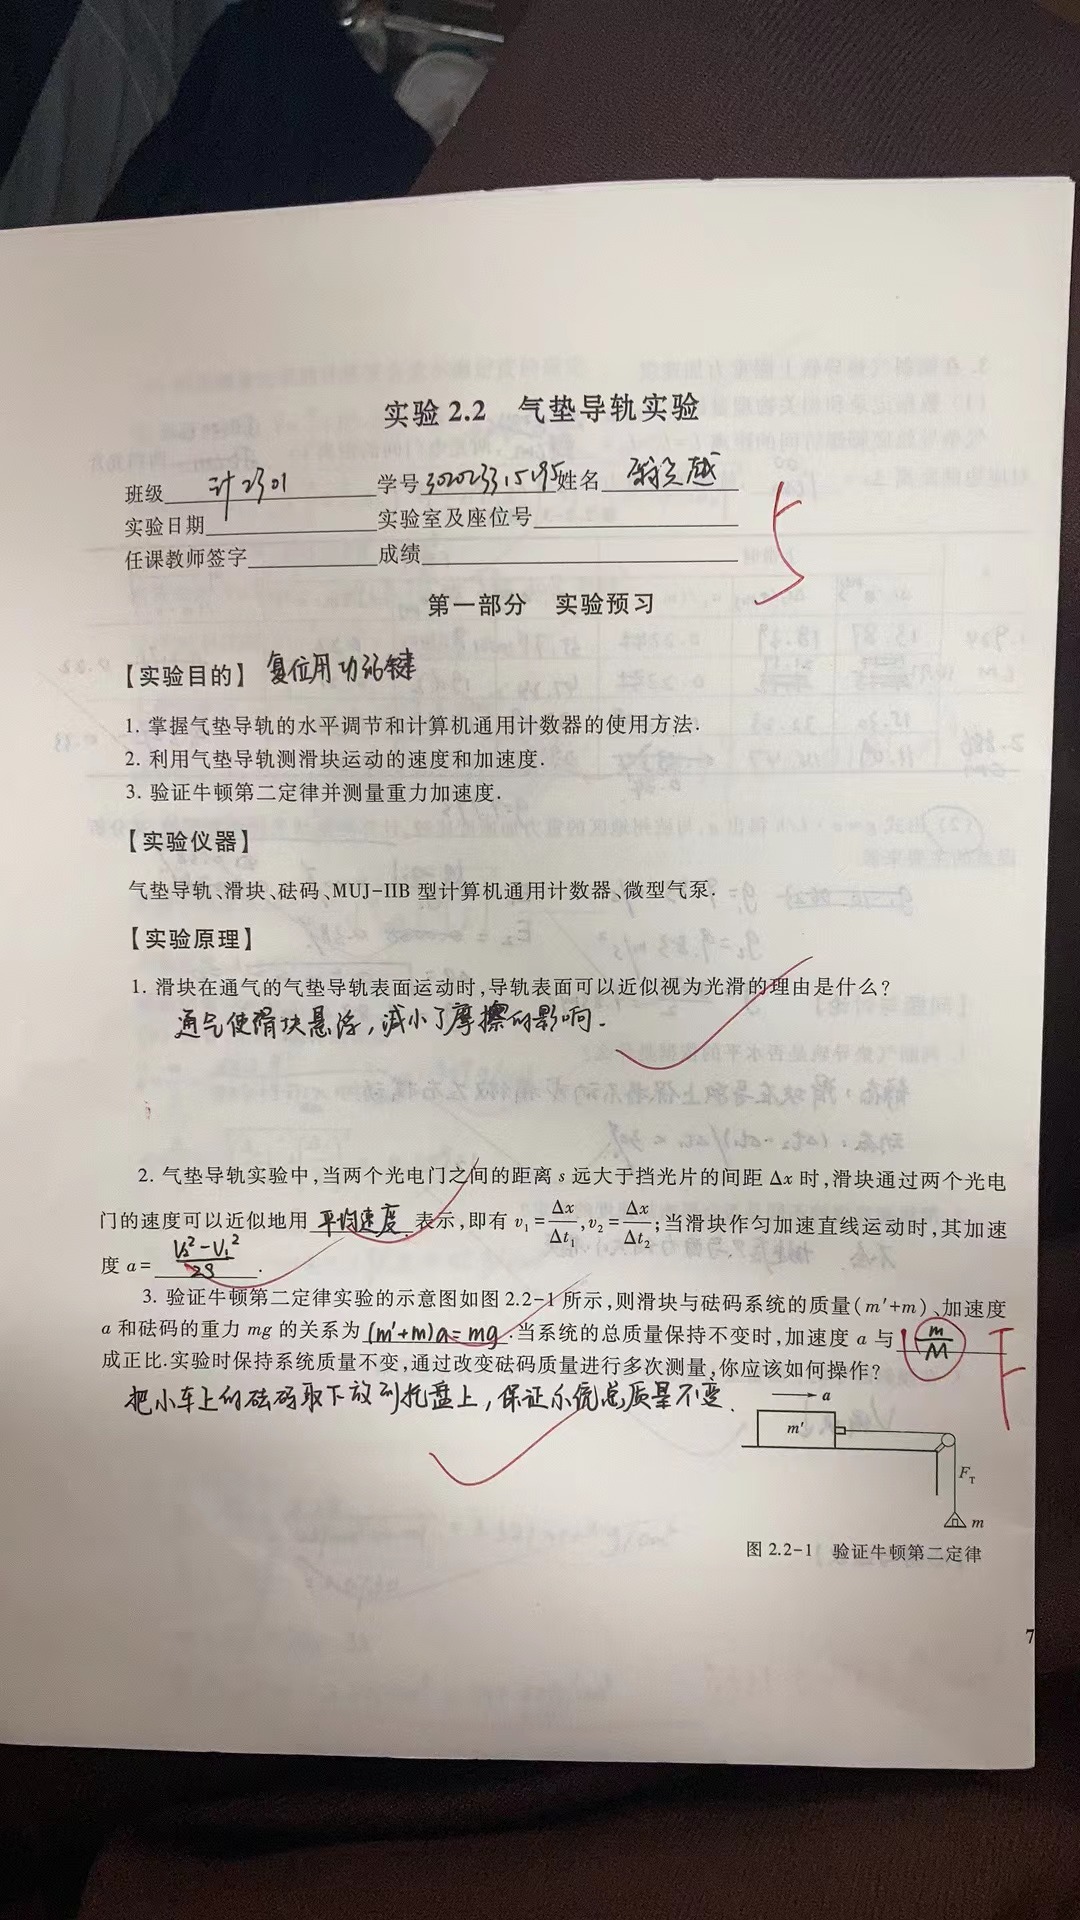 实验2.2 气垫导轨实验
班级 计2301 学号 3020233151195 姓名
实验日期 实验室及座位号
任课教师签字 成绩
第一部分 实验预习
【实验目的】 复位用功能键
1. 掌握气垫导轨的水平调节和计算机通用计数器的使用方法.
2. 利用气垫导轨测滑块运动的速度和加速度.
3. 验证牛顿第二定律并测量重力加速度.
【实验仪器】
气垫导轨、滑块、砝码、MUJ-IIB 型计算机通用计数器、微型气泵.
【实验原理】
1. 滑块在通气的气垫导轨表面运动时,导轨表面可以近似视为光滑的理由是什么?
通气使滑块悬浮,减小了摩擦的影响.
2. 气垫导轨实验中,当两个光电门之间的距离 s 远大于挡光片的间距 Δx 时,滑块通过两个光电
门的速度可以近似地用 平均速度 表示,即有 v₁=Δx/Δt₁,v₂=Δx/Δt₂;当滑块作匀加速直线运动时,其加速
度 a= (V₂²-V₁²)/2S .
3. 验证牛顿第二定律实验的示意图如图 2.2-1 所示,则滑块与砝码系统的质量(m′+m)、加速度
a 和砝码的重力 mg 的关系为 (m′+m)a=mg .当系统的总质量保持不变时,加速度 a 与 m/M
成正比.实验时保持系统质量不变,通过改变砝码质量进行多次测量,你应该如何操作?
把小车上的砝码取下放到托盘上,保证系统总质量不变.
a
m′
F_T
m
图 2.2-1 验证牛顿第二定律
7